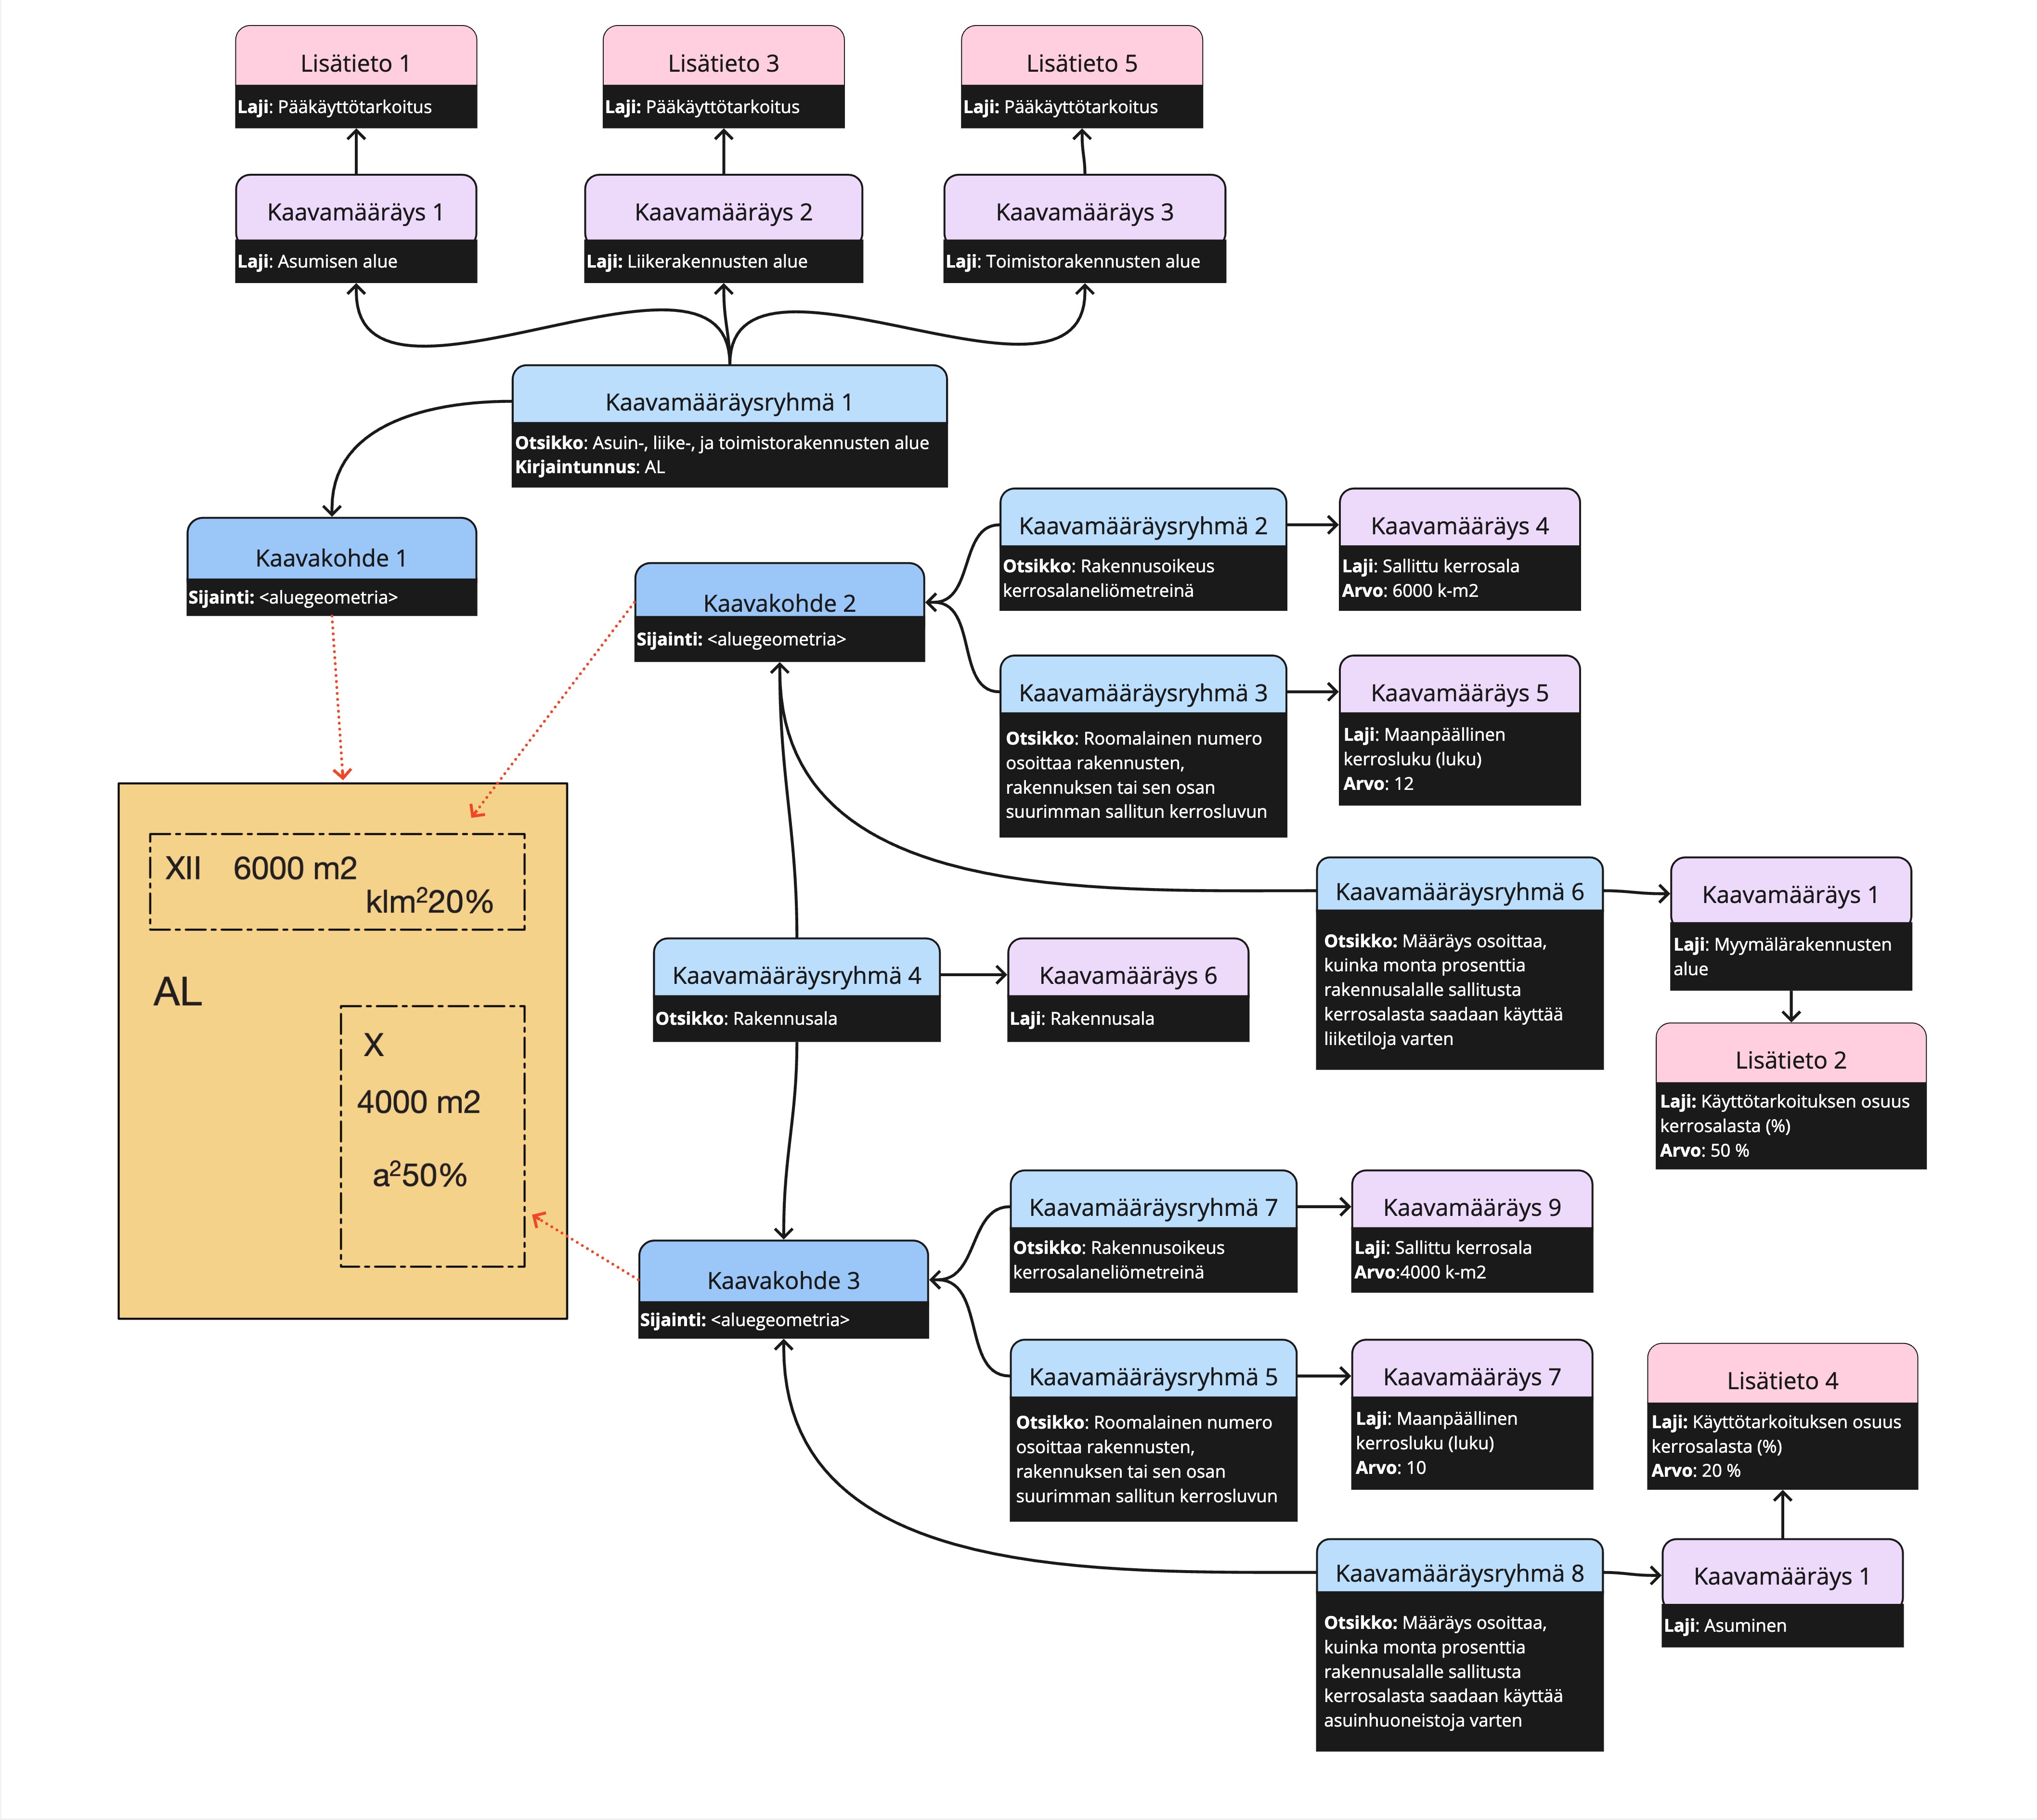 Lisätieto 1
Laji: Pääkäyttötarkoitus
Lisätieto 3
Laji: Pääkäyttötarkoitus
Lisätieto 5
Laji: Pääkäyttötarkoitus
Kaavamääräys 1
Laji: Asumisen alue
Kaavamääräys 2
Laji: Liikerakennusten alue
Kaavamääräys 3
Laji: Toimistorakennusten alue
Kaavamääräysryhmä 1
Otsikko: Asuin-, liike-, ja toimistorakennusten alue
Kirjaintunnus: AL
Kaavakohde 1
Sijainti: <aluegeometria>
Kaavakohde 2
Sijainti: <aluegeometria>
Kaavamääräysryhmä 2
Otsikko: Rakennusoikeus
kerrosalaneliömetreinä
Kaavamääräys 4
Laji: Sallittu kerrosala
Arvo: 6000 k-m2
Kaavamääräysryhmä 3
Otsikko: Roomalainen numero
osoittaa rakennusten,
rakennuksen tai sen osan
suurimman sallitun kerrosluvun
Kaavamääräys 5
Laji: Maanpäällinen
kerrosluku (luku)
Arvo: 12
XII 6000 m2
klm²20%
AL
X
4000 m2
a²50%
Kaavamääräysryhmä 6
Otsikko: Määräys osoittaa,
kuinka monta prosenttia
rakennusalalle sallitusta
kerrosalasta saadaan käyttää
liiketiloja varten
Kaavamääräys 1
Laji: Myymälärakennusten
alue
Lisätieto 2
Laji: Käyttötarkoituksen osuus
kerrosalasta (%)
Arvo: 50 %
Kaavamääräysryhmä 4
Otsikko: Rakennusala
Kaavamääräys 6
Laji: Rakennusala
Kaavakohde 3
Sijainti: <aluegeometria>
Kaavamääräysryhmä 7
Otsikko: Rakennusoikeus
kerrosalaneliömetreinä
Kaavamääräys 9
Laji: Sallittu kerrosala
Arvo:4000 k-m2
Kaavamääräysryhmä 5
Otsikko: Roomalainen numero
osoittaa rakennusten,
rakennuksen tai sen osan
suurimman sallitun kerrosluvun
Kaavamääräys 7
Laji: Maanpäällinen
kerrosluku (luku)
Arvo: 10
Lisätieto 4
Laji: Käyttötarkoituksen osuus
kerrosalasta (%)
Arvo: 20 %
Kaavamääräysryhmä 8
Otsikko: Määräys osoittaa,
kuinka monta prosenttia
rakennusalalle sallitusta
kerrosalasta saadaan käyttää
asuinhuoneistoja varten
Kaavamääräys 1
Laji: Asuminen